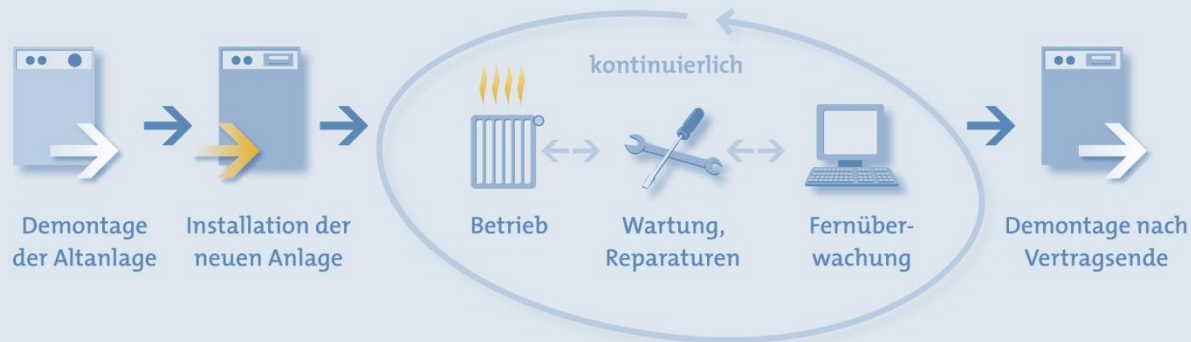 kontinuierlich
Demontage
der Altanlage
Installation der
neuen Anlage
Betrieb
Wartung,
Reparaturen
Fernüber-
wachung
Demontage nach
Vertragsende